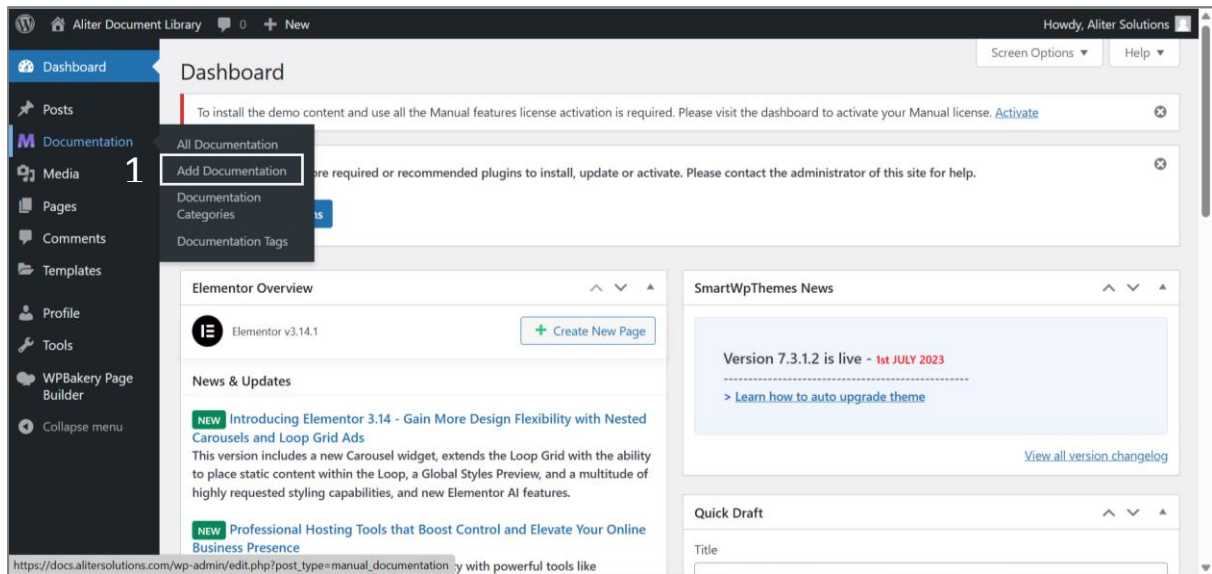 Aliter Document Library 0 + New Howdy, Aliter Solutions
Screen Options ▼ Help ▼
Dashboard
Posts
Documentation
Media
Pages
Comments
Templates
Profile
Tools
WPBakery Page
Builder
Collapse menu
1
All Documentation
Add Documentation
Documentation
Categories
Documentation Tags
Dashboard
To install the demo content and use all the Manual features license activation is required. Please visit the dashboard to activate your Manual license. Activate
required or recommended plugins to install, update or activate. Please contact the administrator of this site for help.
Elementor Overview
Elementor v3.14.1
+ Create New Page
News & Updates
NEW Introducing Elementor 3.14 - Gain More Design Flexibility with Nested
Carousels and Loop Grid Ads
This version includes a new Carousel widget, extends the Loop Grid with the ability
to place static content within the Loop, a Global Styles Preview, and a multitude of
highly requested styling capabilities, and new Elementor AI features.
NEW Professional Hosting Tools that Boost Control and Elevate Your Online
Business Presence
y with powerful tools like
SmartWpThemes News
Version 7.3.1.2 is live - 1st JULY 2023
--------------------------------------------------
> Learn how to auto upgrade theme
View all version changelog
Quick Draft
Title
https://docs.alitersolutions.com/wp-admin/edit.php?post_type=manual_documentation